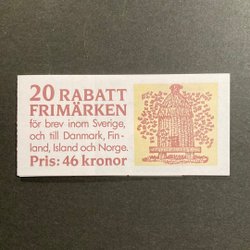 20 RABATT
FRIMÄRKEN
för brev inom Sverige,
och till Danmark, Fin-
land, Island och Norge.
Pris: 46 kronor